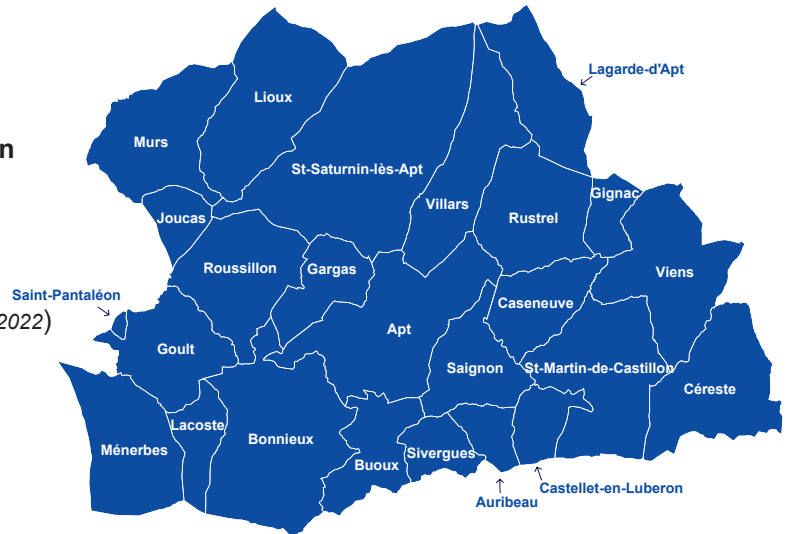 Lagarde-d'Apt
Lioux
n
Murs
St-Saturnin-lès-Apt
Gignac
Villars
Joucas
Rustrel
Roussillon
Gargas
Viens
Saint-Pantaléon
Caseneuve
2022)
Apt
Goult
Saignon
St-Martin-de-Castillon
Céreste
Lacoste
Bonnieux
Ménerbes
Sivergues
Buoux
Castellet-en-Luberon
Auribeau